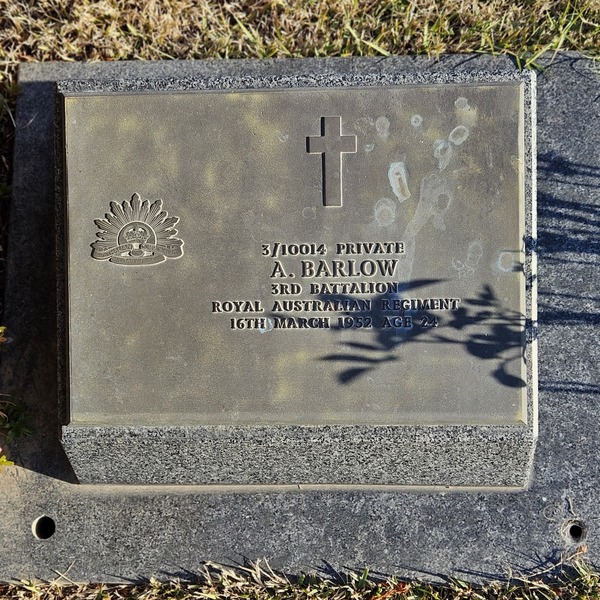 3/10014 PRIVATE
A. BARLOW
3RD BATTALION
ROYAL AUSTRALIAN REGIMENT
16TH MARCH 1952 AGE 24